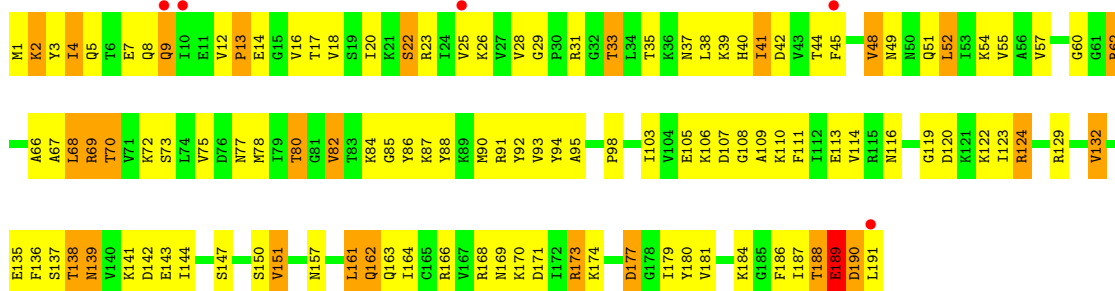 M1 K2 Y3 I4 Q5 T6 E7 Q8 Q9 I10 E11 V12 P13 E14 G15 V16 T17 V18 S19 I20 K21 S22 R23 I24 V25 K26 V27 V28 G29 P30 R31 G32 T33 L34 T35 K36 N37 L38 K39 H40 I41 D42 V43 T44 F45 V48 N49 N50 Q51 L52 I53 K54 V55 A56 V57 G60 G61 R62
A66 A67 L68 R69 T70 V71 K72 S73 L74 V75 D76 N77 M78 I79 T80 G81 V82 T83 K84 G85 Y86 K87 Y88 K89 M90 R91 Y92 V93 Y94 A95 P98 I103 V104 E105 K106 D107 G108 A109 K110 F111 I112 E113 V114 R115 N116 G119 D120 K121 K122 I123 R124 R129 V132
E135 F136 S137 T138 N139 V140 K141 D142 E143 I144 S147 S150 V151 N157 L161 Q162 Q163 I164 C165 R166 V167 R168 N169 K170 D171 I172 R173 K174 D177 G178 I179 Y180 V181 K184 G185 F186 I187 T188 E189 D190 L191